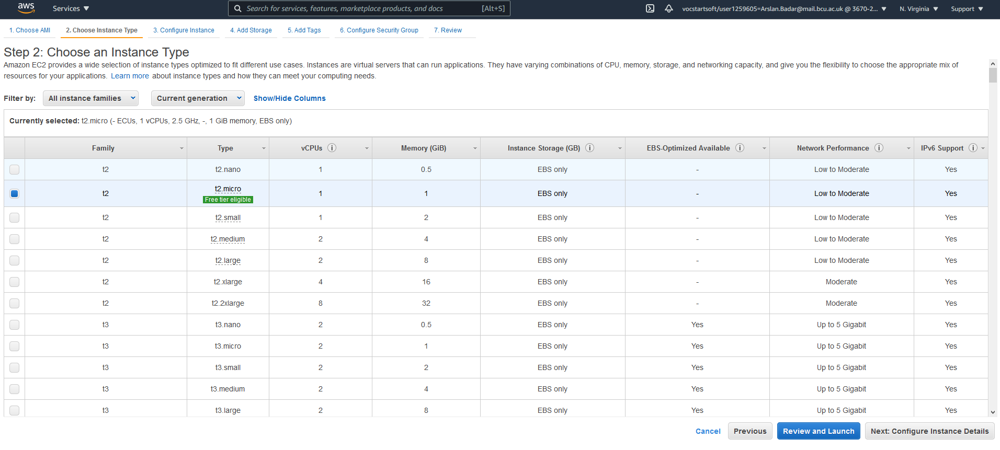 aws Services Search for services, features, marketplace products, and docs [Alt+S] vocstartsoft/user1259605=Arslan.Badar@mail.bcu.ac.uk @ 3670-2... N. Virginia Support
1. Choose AMI 2. Choose Instance Type 3. Configure Instance 4. Add Storage 5. Add Tags 6. Configure Security Group 7. Review
Step 2: Choose an Instance Type
Amazon EC2 provides a wide selection of instance types optimized to fit different use cases. Instances are virtual servers that can run applications. They have varying combinations of CPU, memory, storage, and networking capacity, and give you the flexibility to choose the appropriate mix of
resources for your applications. Learn more about instance types and how they can meet your computing needs.
Filter by: All instance families Current generation Show/Hide Columns
Currently selected: t2.micro (- ECUs, 1 vCPUs, 2.5 GHz, -, 1 GiB memory, EBS only)
Family Type vCPUs i Memory (GiB) Instance Storage (GB) i EBS-Optimized Available i Network Performance i IPv6 Support i
t2 t2.nano 1 0.5 EBS only - Low to Moderate Yes
t2 t2.micro 1 1 EBS only - Low to Moderate Yes
Free tier eligible
t2 t2.small 1 2 EBS only - Low to Moderate Yes
t2 t2.medium 2 4 EBS only - Low to Moderate Yes
t2 t2.large 2 8 EBS only - Low to Moderate Yes
t2 t2.xlarge 4 16 EBS only - Moderate Yes
t2 t2.2xlarge 8 32 EBS only - Moderate Yes
t3 t3.nano 2 0.5 EBS only Yes Up to 5 Gigabit Yes
t3 t3.micro 2 1 EBS only Yes Up to 5 Gigabit Yes
t3 t3.small 2 2 EBS only Yes Up to 5 Gigabit Yes
t3 t3.medium 2 4 EBS only Yes Up to 5 Gigabit Yes
t3 t3.large 2 8 EBS only Yes Up to 5 Gigabit Yes
Cancel Previous Review and Launch Next: Configure Instance Details